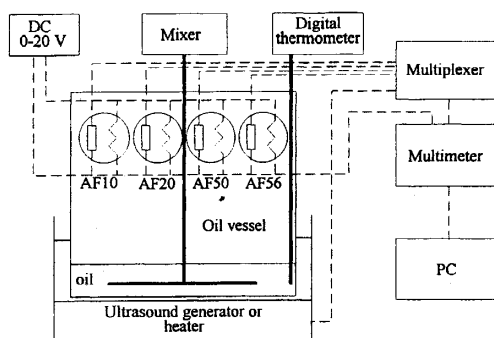 DC
0-20 V
Mixer
Digital
thermometer
Multiplexer
Multimeter
PC
AF10 AF20 AF50 AF56
Oil vessel
oil
Ultrasound generator or
heater